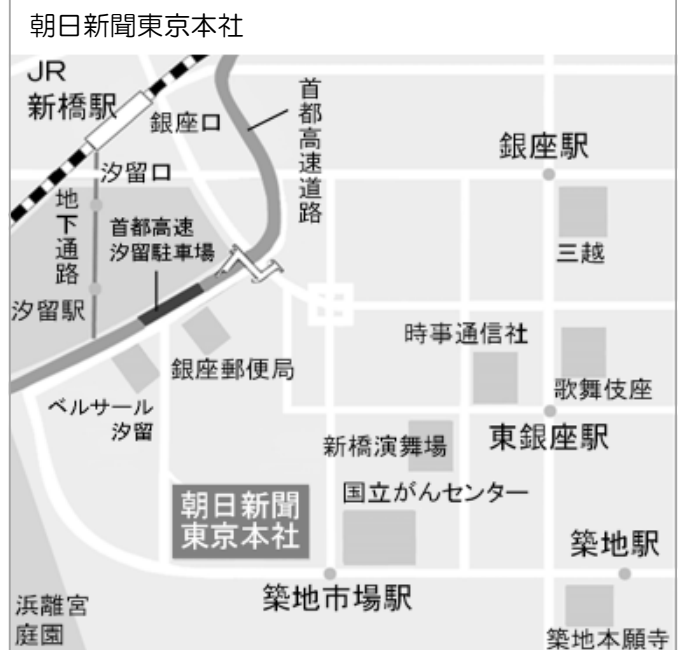 朝日新聞東京本社
JR
新橋駅
銀座口
首都高速道路
銀座駅
汐留口
地下通路
首都高速
汐留駐車場
三越
汐留駅
時事通信社
銀座郵便局
歌舞伎座
ベルサール
汐留
新橋演舞場
東銀座駅
国立がんセンター
朝日新聞
東京本社
築地駅
築地市場駅
浜離宮
庭園
築地本願寺